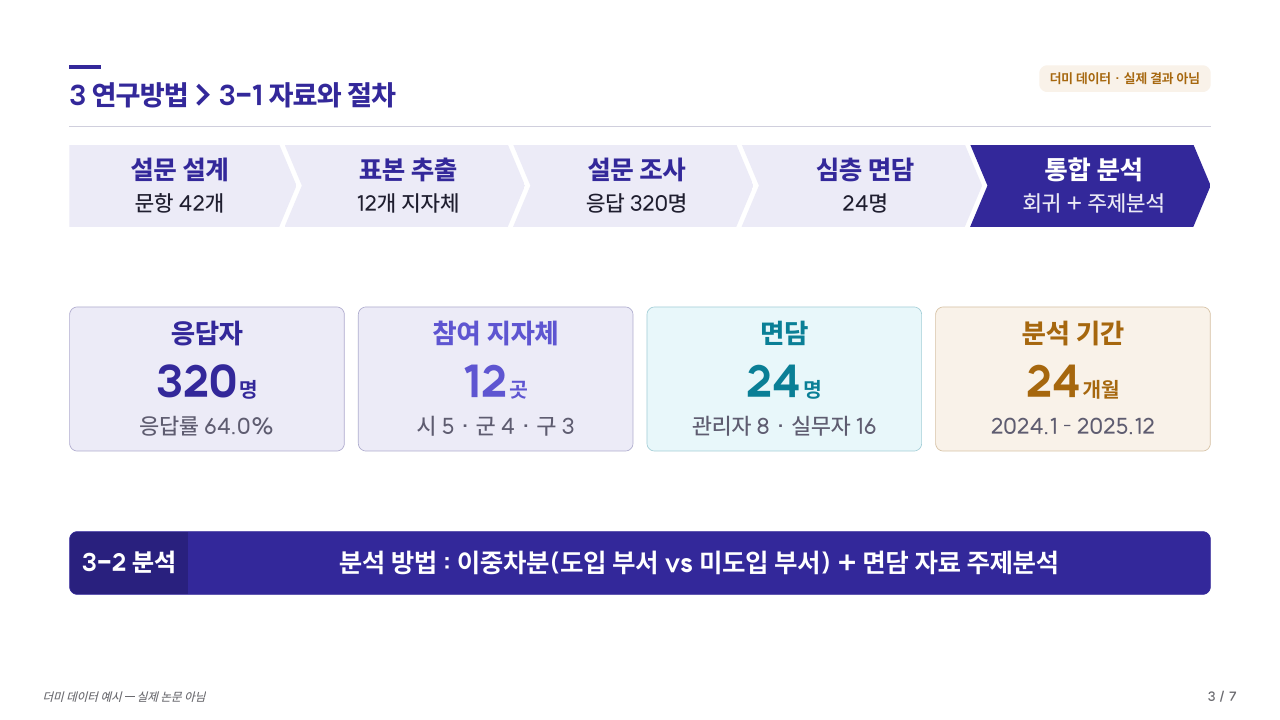 3 연구방법 > 3-1 자료와 절차
더미 데이터 · 실제 결과 아님
설문 설계
문항 42개
표본 추출
12개 지자체
설문 조사
응답 320명
심층 면담
24명
통합 분석
회귀 + 주제분석
응답자
320명
응답률 64.0%
참여 지자체
12곳
시 5 · 군 4 · 구 3
면담
24명
관리자 8 · 실무자 16
분석 기간
24개월
2024.1 - 2025.12
3-2 분석
분석 방법 : 이중차분(도입 부서 vs 미도입 부서) + 면담 자료 주제분석
더미 데이터 예시 — 실제 논문 아님
3 / 7